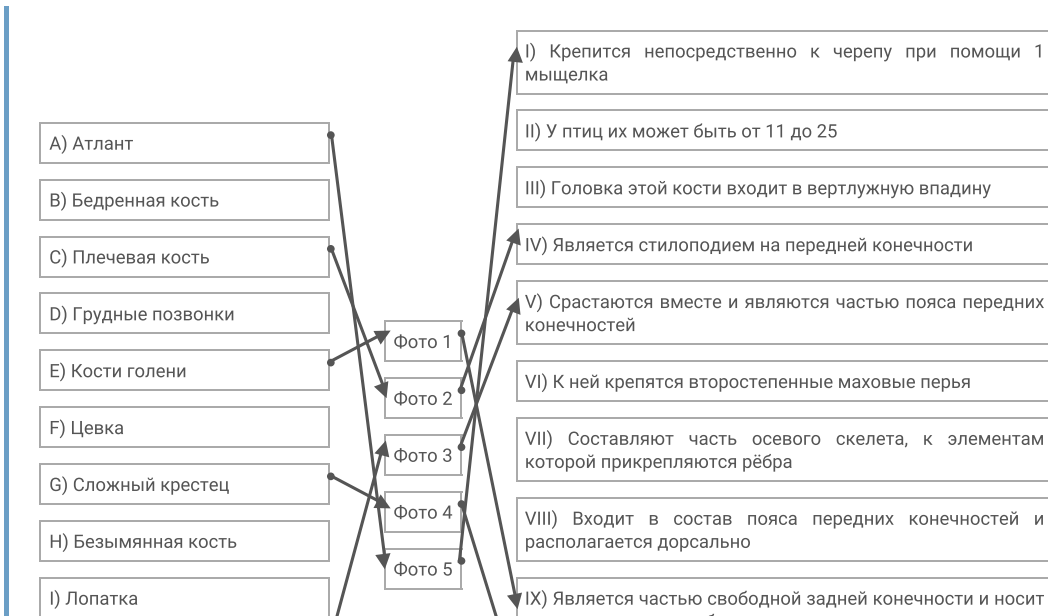 A) Атлант
B) Бедренная кость
C) Плечевая кость
D) Грудные позвонки
E) Кости голени
F) Цевка
G) Сложный крестец
H) Безымянная кость
I) Лопатка
Фото 1
Фото 2
Фото 3
Фото 4
Фото 5
I) Крепится непосредственно к черепу при помощи 1
мыщелка
II) У птиц их может быть от 11 до 25
III) Головка этой кости входит в вертлужную впадину
IV) Является стилоподием на передней конечности
V) Срастаются вместе и являются частью пояса передних
конечностей
VI) К ней крепятся второстепенные маховые перья
VII) Составляют часть осевого скелета, к элементам
которой прикрепляются рёбра
VIII) Входит в состав пояса передних конечностей и
располагается дорсально
IX) Является частью свободной задней конечности и носит